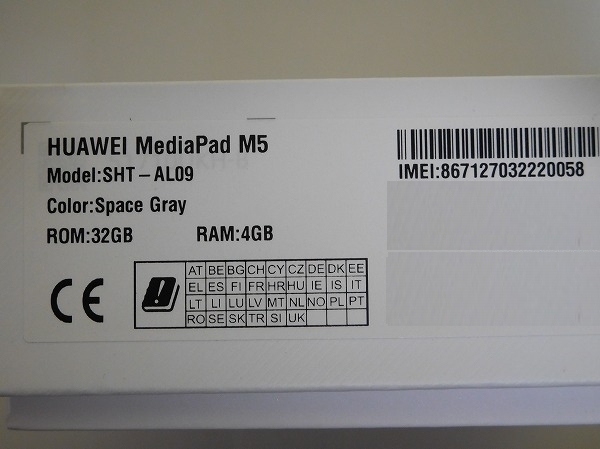 HUAWEI MediaPad M5
Model:SHT-AL09
Color:Space Gray
ROM:32GB RAM:4GB
IMEI:867127032220058
CE
AT BE BG CH CY CZ DE DK EE
EL ES FI FR HR HU IE IS IT
LT LI LU LV MT NL NO PL PT
RO SE SK TR SI UK